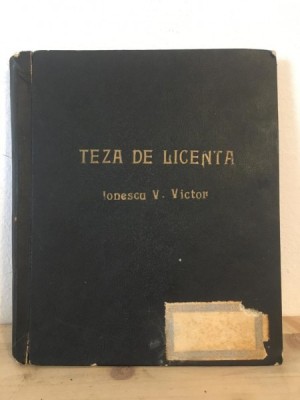 TEZA DE LICENTA
Ionescu V. Victor